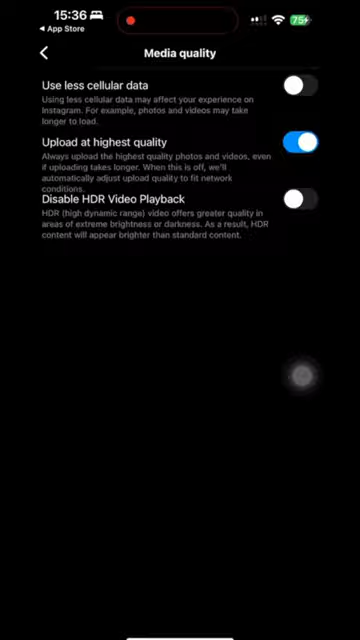 15:36
75
◀ App Store
Media quality
Use less cellular data
Using less cellular data may affect your experience on
Instagram. For example, photos and videos may take
longer to load.
Upload at highest quality
Always upload the highest quality photos and videos, even
if uploading takes longer. When this is off, we'll
automatically adjust upload quality to fit network
conditions.
Disable HDR Video Playback
HDR (high dynamic range) video offers greater quality in
areas of extreme brightness or darkness. As a result, HDR
content will appear brighter than standard content.